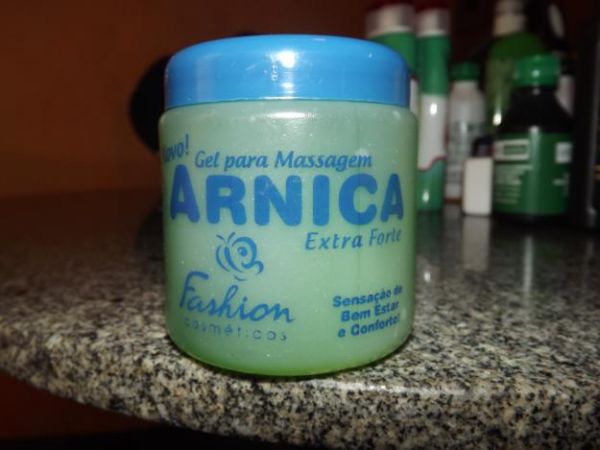 Novo!
Gel para Massagem
ARNICA
Extra Forte
Fashion
cosméticos
Sensação de
Bem Estar
e Conforto!